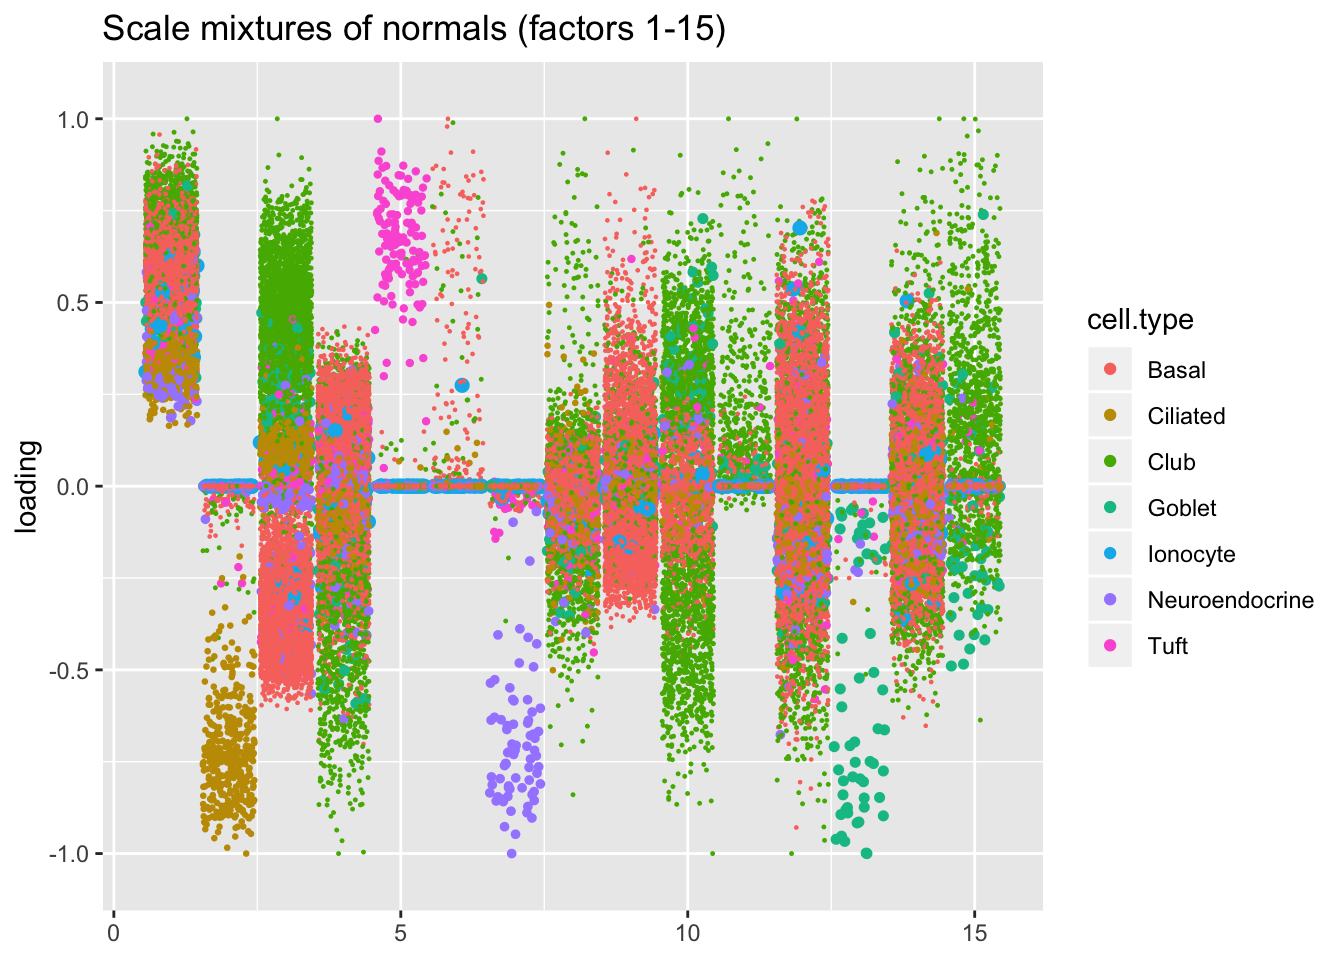 Scale mixtures of normals (factors 1-15)
1.0
0.5
0.0
-0.5
-1.0
loading
0
5
10
15
cell.type
Basal
Ciliated
Club
Goblet
Ionocyte
Neuroendocrine
Tuft